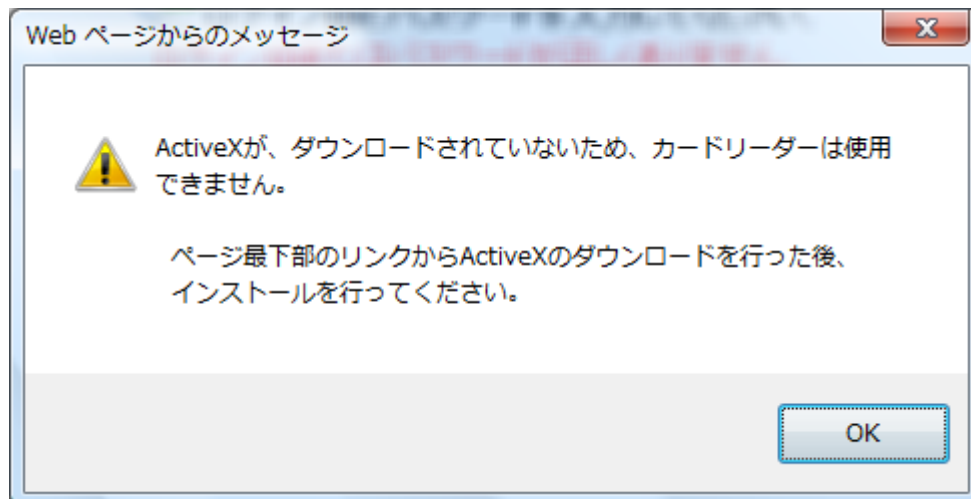 Web ページからのメッセージ
ActiveXが、ダウンロードされていないため、カードリーダーは使用
できません。
ページ最下部のリンクからActiveXのダウンロードを行った後、
インストールを行ってください。
OK